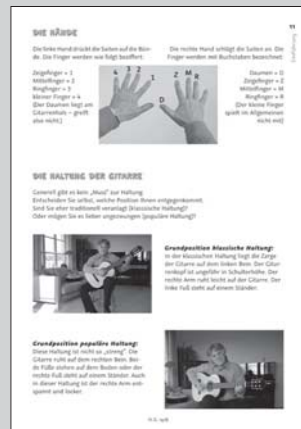 11
DIE HÄNDE
Die linke Hand drückt die Saiten auf die Bünde. Die Finger werden wie folgt beziffert:
Zeigefinger = 1
Mittelfinger = 2
Ringfinger = 3
kleiner Finger = 4
(Der Daumen liegt am
Gitarrenhals – greift
also nicht.)
4 3 2 1
D Z M R
Die rechte Hand schlägt die Saiten an. Die
Finger werden mit Buchstaben bezeichnet:
Daumen = D
Zeigefinger = Z
Mittelfinger = M
Ringfinger = R
(Der kleine Finger
spielt im Allgemeinen
nicht mit)
DIE HALTUNG DER GITARRE
Generell gibt es kein „Muss“ zur Haltung.
Entscheiden Sie selbst, welche Position Ihnen entgegenkommt.
Sind Sie eher traditionell veranlagt (klassische Haltung)?
Oder mögen Sie es lieber ungezwungen (populäre Haltung)?
Grundposition klassische Haltung:
In der klassischen Haltung liegt die Zarge
der Gitarre auf dem linken Bein. Der Gitar-
renkopf ist ungefähr in Schulterhöhe. Der
rechte Arm ruht leicht auf der Gitarre. Der
linke Fuß steht auf einem Ständer.
Grundposition populäre Haltung:
Diese Haltung ist nicht so „streng“. Die
Gitarre ruht auf dem rechten Bein. Bei-
de Füße stehen auf dem Boden oder der
rechte Fuß steht auf einem Ständer. Auch
in dieser Haltung ist der rechte Arm ent-
spannt und locker.